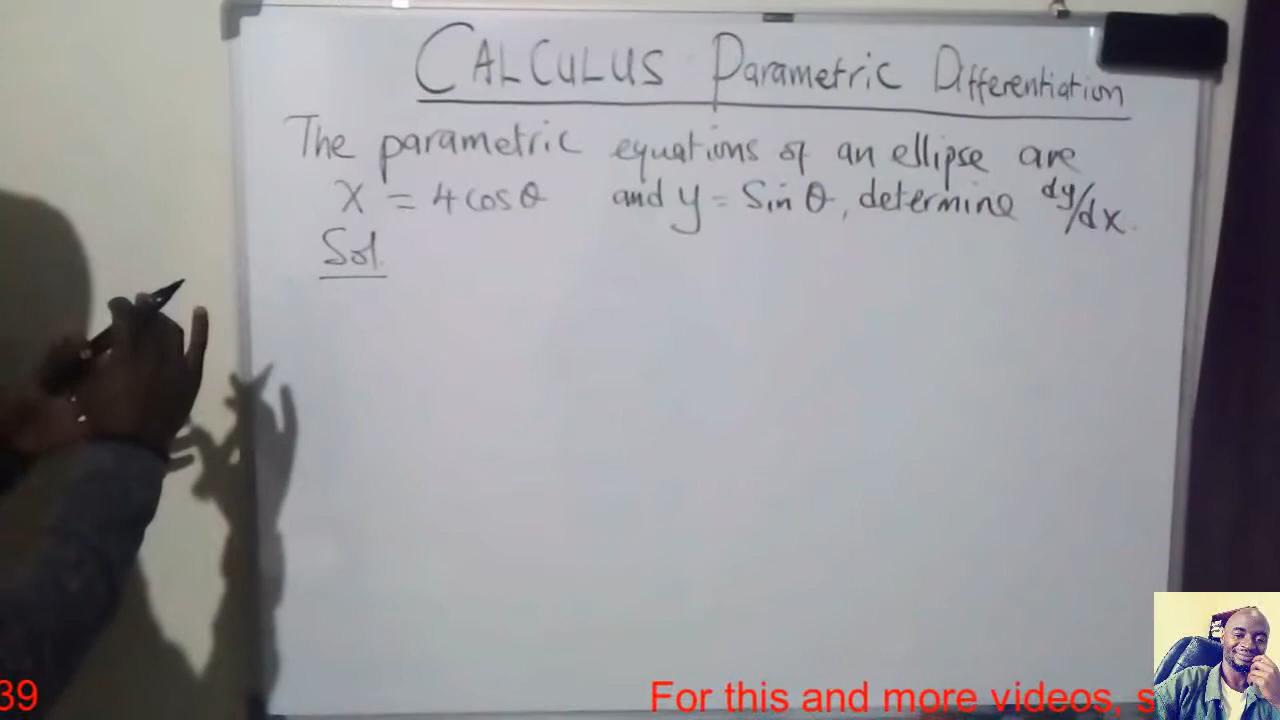 CALCULUS Parametric Differentiation
The parametric equations of an ellipse are
x = 4 cos θ and y = Sin θ, determine dy/dx.
Sol.
39
For this and more videos, s